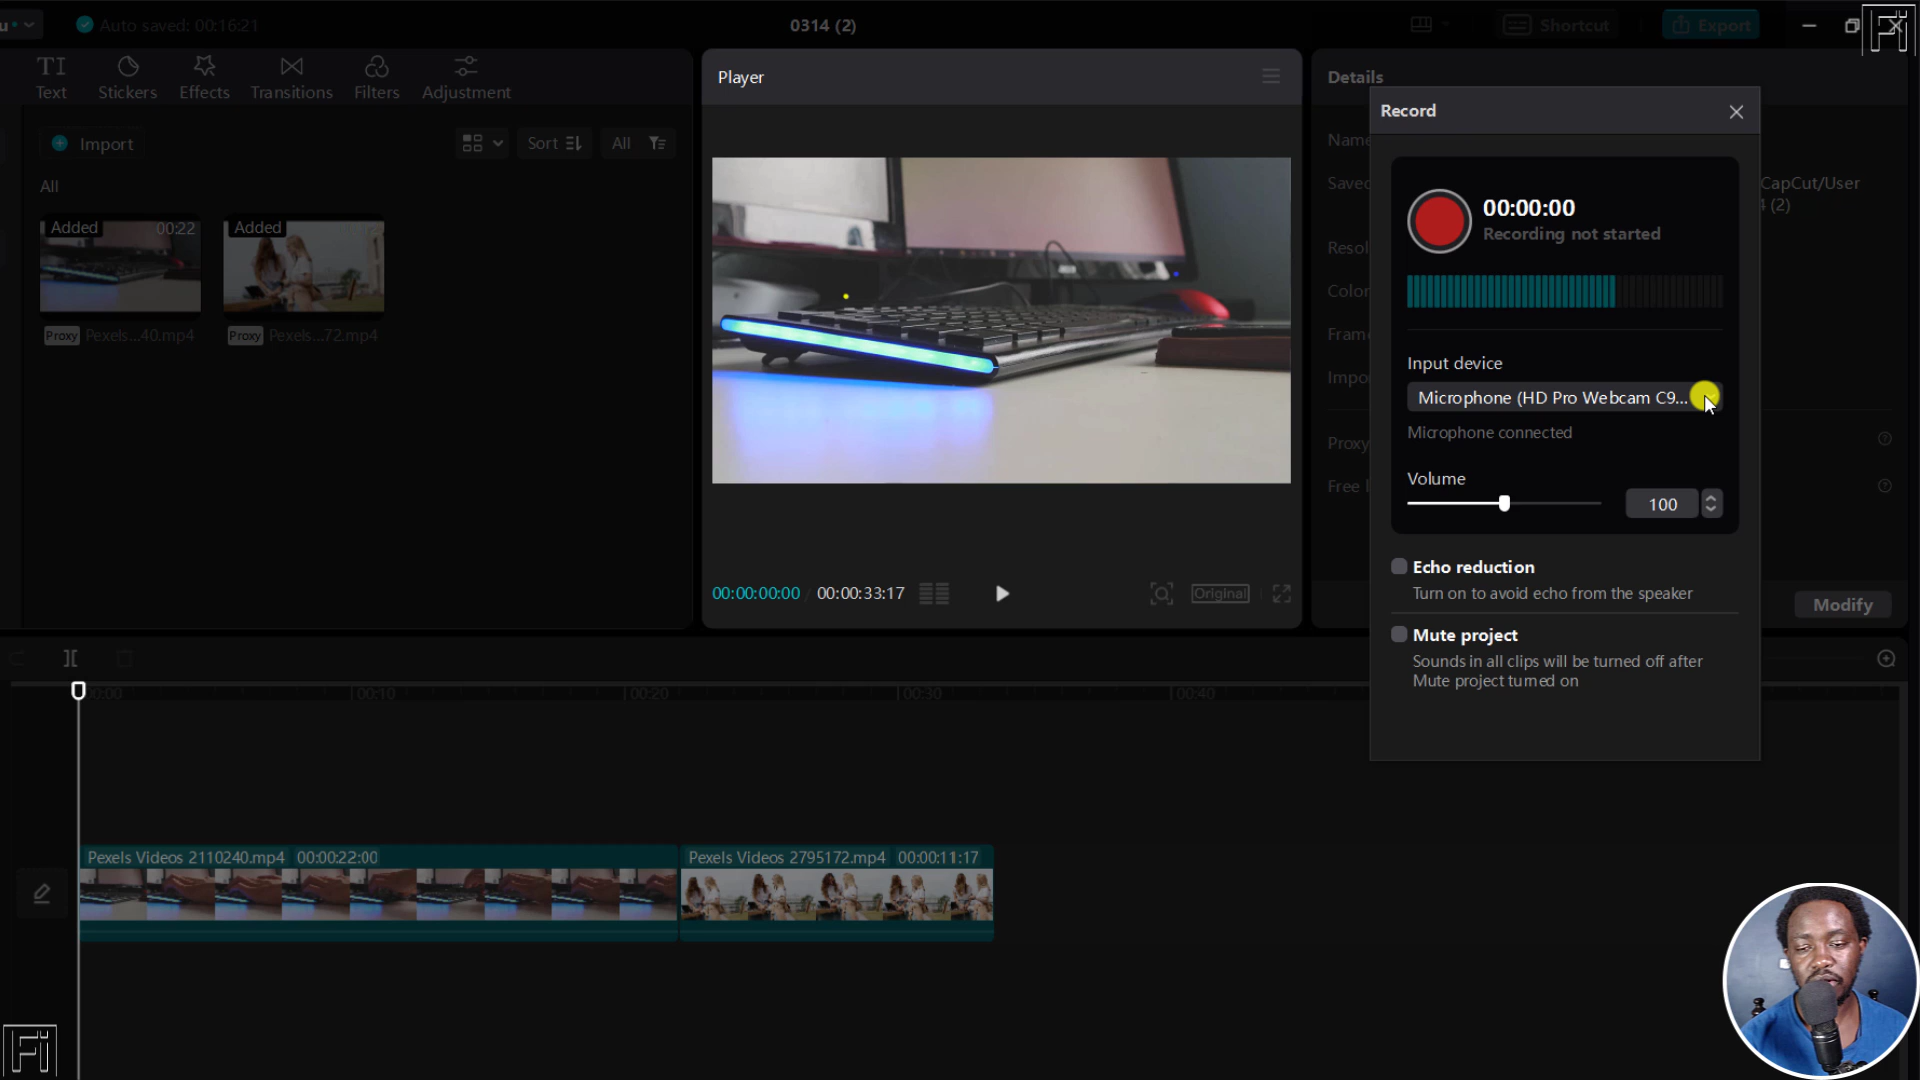 Auto saved: 00:16:21
0314 (2)
Shortcut
Export
TI
Text
Stickers
Effects
Transitions
Filters
Adjustment
Import
Sort
All
All
Added
00:22
Added
Proxy
Pexels...40.mp4
Proxy
Pexels...72.mp4
Player
00:00:00:00
00:00:33:17
Original
Details
Name
Saved
CapCut/User
(2)
Resol
Color
Frame
Impo
Proxy
Free l
Modify
Record
00:00:00
Recording not started
Input device
Microphone (HD Pro Webcam C9...
Microphone connected
Volume
100
Echo reduction
Turn on to avoid echo from the speaker
Mute project
Sounds in all clips will be turned off after
Mute project turned on
00:00
00:10
00:20
00:30
00:40
Pexels Videos 2110240.mp4 00:00:22:00
Pexels Videos 2795172.mp4 00:00:11:17
Fi
Fi